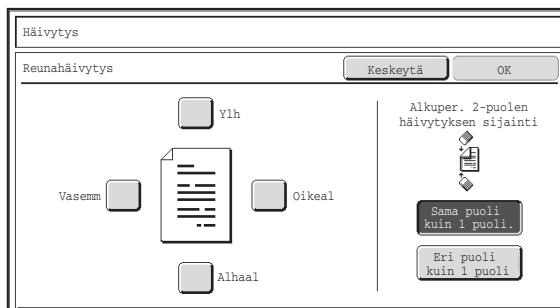 Häivytys
Reunahäivytys
Keskeytä
OK
Ylh
Vasemm
Oikeal
Alhaal
Alkuper. 2-puolen
häivytyksen sijainti
Sama puoli
kuin 1 puoli.
Eri puoli
kuin 1 puoli